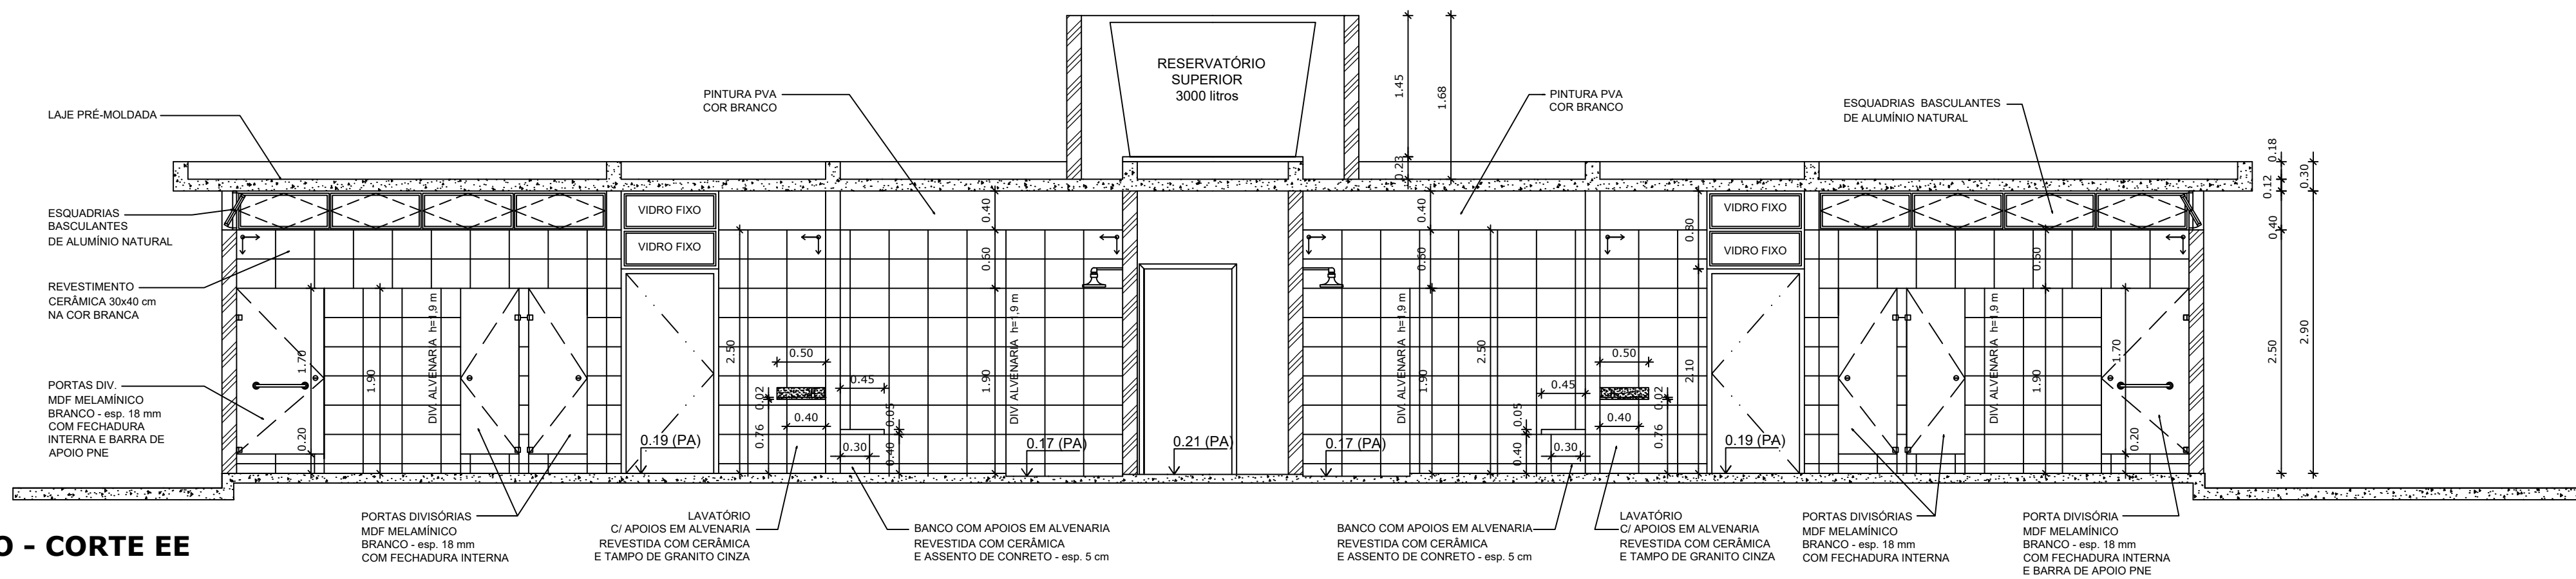 RESERVATÓRIO
SUPERIOR
3000 litros
1.45
1.68
0.23
LAJE PRÉ-MOLDADA
PINTURA PVA
COR BRANCO
PINTURA PVA
COR BRANCO
ESQUADRIAS BASCULANTES
DE ALUMÍNIO NATURAL
0.18
0.12
0.30
0.40
2.50
2.90
ESQUADRIAS
BASCULANTES
DE ALUMÍNIO NATURAL
REVESTIMENTO
CERÂMICA 30x40 cm
NA COR BRANCA
PORTAS DIV.
MDF MELAMÍNICO
BRANCO - esp. 18 mm
COM FECHADURA
INTERNA E BARRA DE
APOIO PNE
1.70
0.20
1.90
DIV. ALVENARIA h=1,9 m
VIDRO FIXO
VIDRO FIXO
0.19 (PA)
2.50
0.50
0.02
0.76
0.40
0.45
0.30
0.05
0.40
0.40
0.60
1.90
DIV. ALVENARIA h=1,9 m
0.17 (PA)
0.21 (PA)
0.17 (PA)
DIV. ALVENARIA h=1,9 m
0.40
0.60
1.90
2.50
0.45
0.05
0.40
0.30
0.50
0.40
0.02
0.76
0.80
2.10
VIDRO FIXO
VIDRO FIXO
0.19 (PA)
DIV. ALVENARIA h=1,9 m
0.60
1.90
1.70
0.20
PORTAS DIVISÓRIAS
MDF MELAMÍNICO
BRANCO - esp. 18 mm
COM FECHADURA INTERNA
LAVATÓRIO
C/ APOIOS EM ALVENARIA
REVESTIDA COM CERÂMICA
E TAMPO DE GRANITO CINZA
BANCO COM APOIOS EM ALVENARIA
REVESTIDA COM CERÂMICA
E ASSENTO DE CONRETO - esp. 5 cm
BANCO COM APOIOS EM ALVENARIA
REVESTIDA COM CERÂMICA
E ASSENTO DE CONRETO - esp. 5 cm
LAVATÓRIO
C/ APOIOS EM ALVENARIA
REVESTIDA COM CERÂMICA
E TAMPO DE GRANITO CINZA
PORTAS DIVISÓRIAS
MDF MELAMÍNICO
BRANCO - esp. 18 mm
COM FECHADURA INTERNA
PORTA DIVISÓRIA
MDF MELAMÍNICO
BRANCO - esp. 18 mm
COM FECHADURA INTERNA
E BARRA DE APOIO PNE
O - CORTE EE